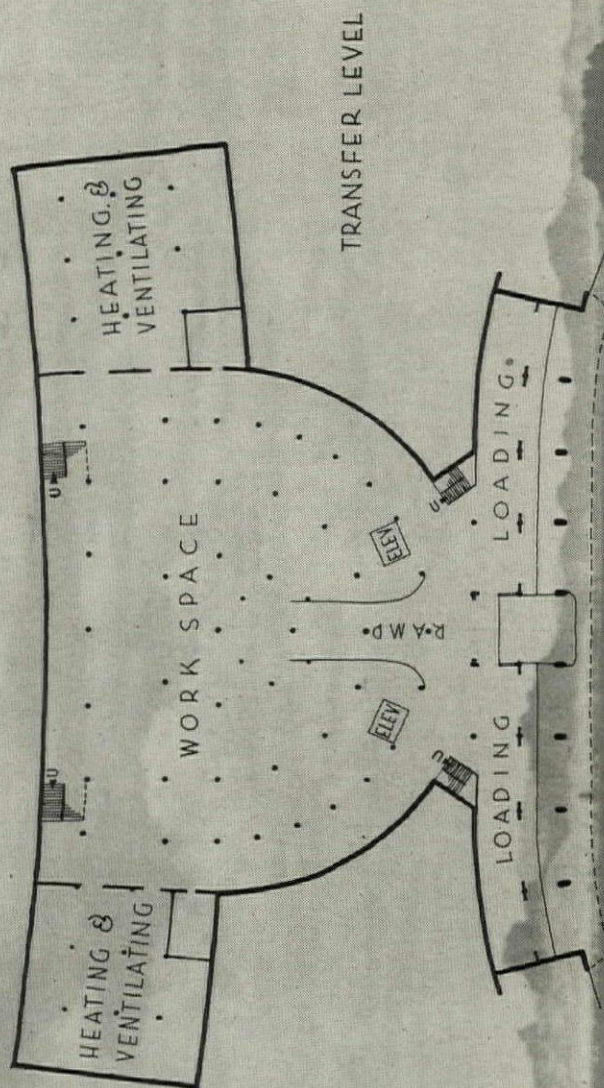 TRANSFER LEVEL
HEATING &
VENTILATING
HEATING &
VENTILATING
U
U
WORK SPACE
ELEV
ELEV
RAMP
U
U
LOADING
LOADING